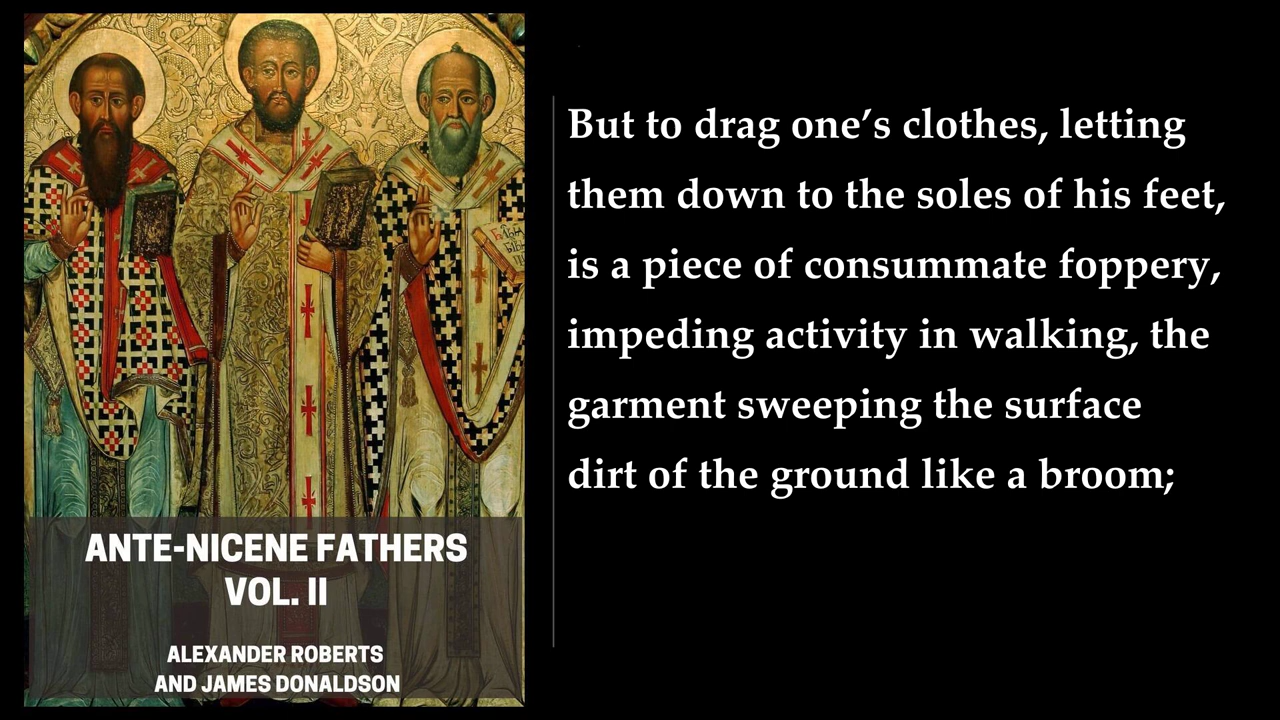 But to drag one’s clothes, letting
them down to the soles of his feet,
is a piece of consummate foppery,
impeding activity in walking, the
garment sweeping the surface
dirt of the ground like a broom;
ANTE-NICENE FATHERS
VOL. II
ALEXANDER ROBERTS
AND JAMES DONALDSON